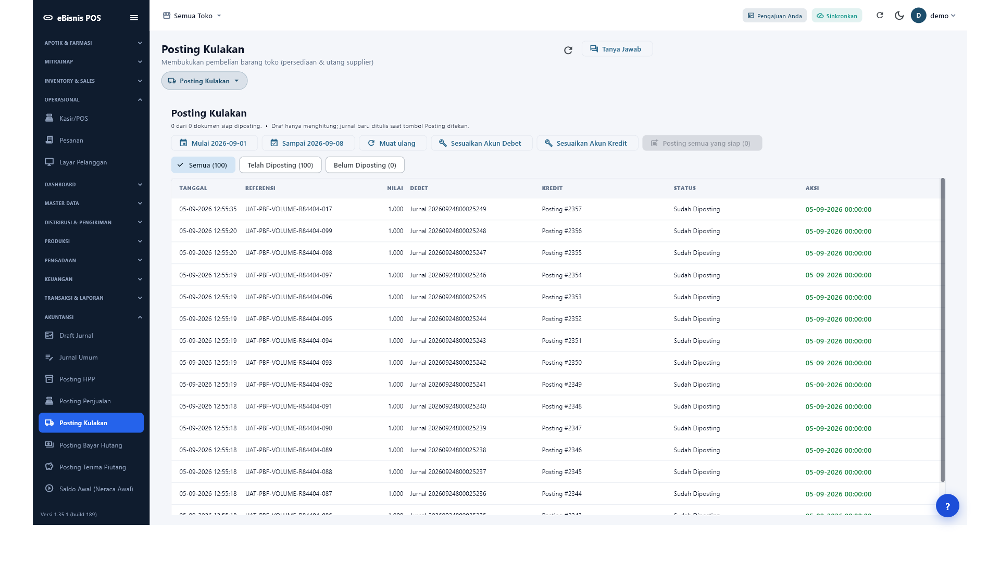 eBisnis POS
Semua Toko
Pengajuan Anda
Sinkronkan
D
demo
APOTIK & FARMASI
MITRAINAP
INVENTORY & SALES
OPERASIONAL
Kasir/POS
Pesanan
Layar Pelanggan
DASHBOARD
MASTER DATA
DISTRIBUSI & PENGIRIMAN
PRODUKSI
PENGADAAN
KEUANGAN
TRANSAKSI & LAPORAN
AKUNTANSI
Draft Jurnal
Jurnal Umum
Posting HPP
Posting Penjualan
Posting Kulakan
Posting Bayar Hutang
Posting Terima Piutang
Saldo Awal (Neraca Awal)
Versi 1.35.1 (build 189)
Posting Kulakan
Membukukan pembelian barang toko (persediaan & utang supplier)
Tanya Jawab
Posting Kulakan
Posting Kulakan
0 dari 0 dokumen siap diposting. • Draf hanya menghitung; jurnal baru ditulis saat tombol Posting ditekan.
Mulai 2026-09-01
Sampai 2026-09-08
Muat ulang
Sesuaikan Akun Debet
Sesuaikan Akun Kredit
Posting semua yang siap (0)
Semua (100)
Telah Diposting (100)
Belum Diposting (0)
TANGGAL REFERENSI NILAI DEBET KREDIT STATUS AKSI
05-09-2026 12:55:35 UAT-PBF-VOLUME-R84404-017 1.000 Jurnal 20260924800025249 Posting #2357 Sudah Diposting 05-09-2026 00:00:00
05-09-2026 12:55:20 UAT-PBF-VOLUME-R84404-099 1.000 Jurnal 20260924800025248 Posting #2356 Sudah Diposting 05-09-2026 00:00:00
05-09-2026 12:55:20 UAT-PBF-VOLUME-R84404-098 1.000 Jurnal 20260924800025247 Posting #2355 Sudah Diposting 05-09-2026 00:00:00
05-09-2026 12:55:19 UAT-PBF-VOLUME-R84404-097 1.000 Jurnal 20260924800025246 Posting #2354 Sudah Diposting 05-09-2026 00:00:00
05-09-2026 12:55:19 UAT-PBF-VOLUME-R84404-096 1.000 Jurnal 20260924800025245 Posting #2353 Sudah Diposting 05-09-2026 00:00:00
05-09-2026 12:55:19 UAT-PBF-VOLUME-R84404-095 1.000 Jurnal 20260924800025244 Posting #2352 Sudah Diposting 05-09-2026 00:00:00
05-09-2026 12:55:19 UAT-PBF-VOLUME-R84404-094 1.000 Jurnal 20260924800025243 Posting #2351 Sudah Diposting 05-09-2026 00:00:00
05-09-2026 12:55:19 UAT-PBF-VOLUME-R84404-093 1.000 Jurnal 20260924800025242 Posting #2350 Sudah Diposting 05-09-2026 00:00:00
05-09-2026 12:55:19 UAT-PBF-VOLUME-R84404-092 1.000 Jurnal 20260924800025241 Posting #2349 Sudah Diposting 05-09-2026 00:00:00
05-09-2026 12:55:18 UAT-PBF-VOLUME-R84404-091 1.000 Jurnal 20260924800025240 Posting #2348 Sudah Diposting 05-09-2026 00:00:00
05-09-2026 12:55:18 UAT-PBF-VOLUME-R84404-090 1.000 Jurnal 20260924800025239 Posting #2347 Sudah Diposting 05-09-2026 00:00:00
05-09-2026 12:55:18 UAT-PBF-VOLUME-R84404-089 1.000 Jurnal 20260924800025238 Posting #2346 Sudah Diposting 05-09-2026 00:00:00
05-09-2026 12:55:18 UAT-PBF-VOLUME-R84404-088 1.000 Jurnal 20260924800025237 Posting #2345 Sudah Diposting 05-09-2026 00:00:00
05-09-2026 12:55:18 UAT-PBF-VOLUME-R84404-087 1.000 Jurnal 20260924800025236 Posting #2344 Sudah Diposting 05-09-2026 00:00:00
?